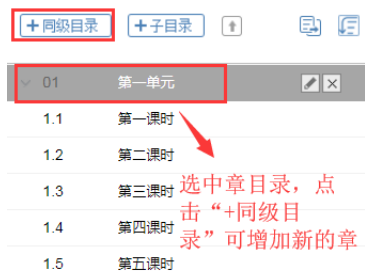 +同级目录 +子目录
01 第一单元
1.1 第一课时
1.2 第二课时
1.3 第三课时
1.4 第四课时
1.5 第五课时
选中章目录，点
击“+同级目
录”可增加新的章